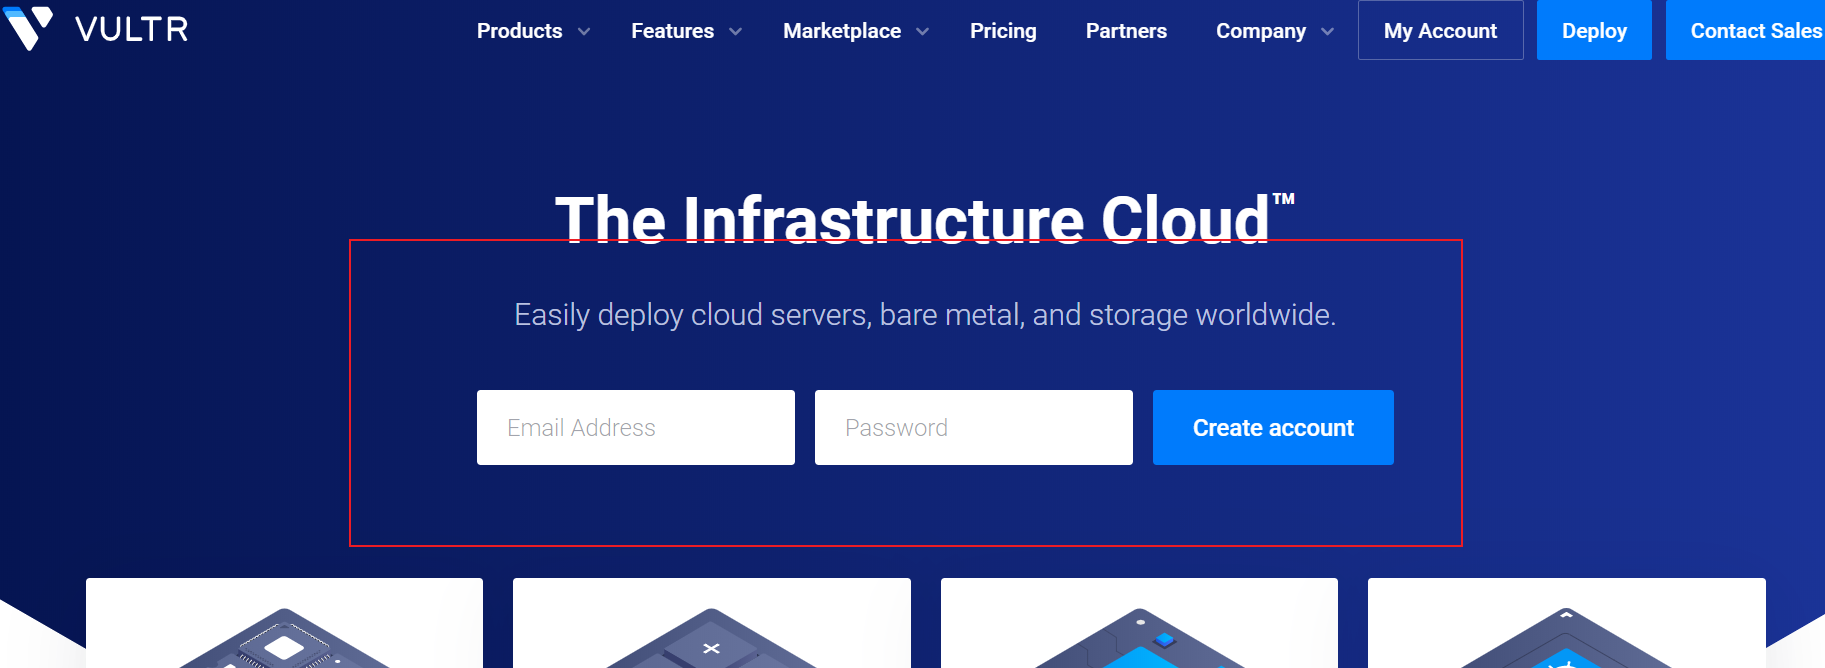 VULTR
Products Features Marketplace Pricing Partners Company My Account Deploy Contact Sales
The Infrastructure Cloud™
Easily deploy cloud servers, bare metal, and storage worldwide.
Email Address Password Create account